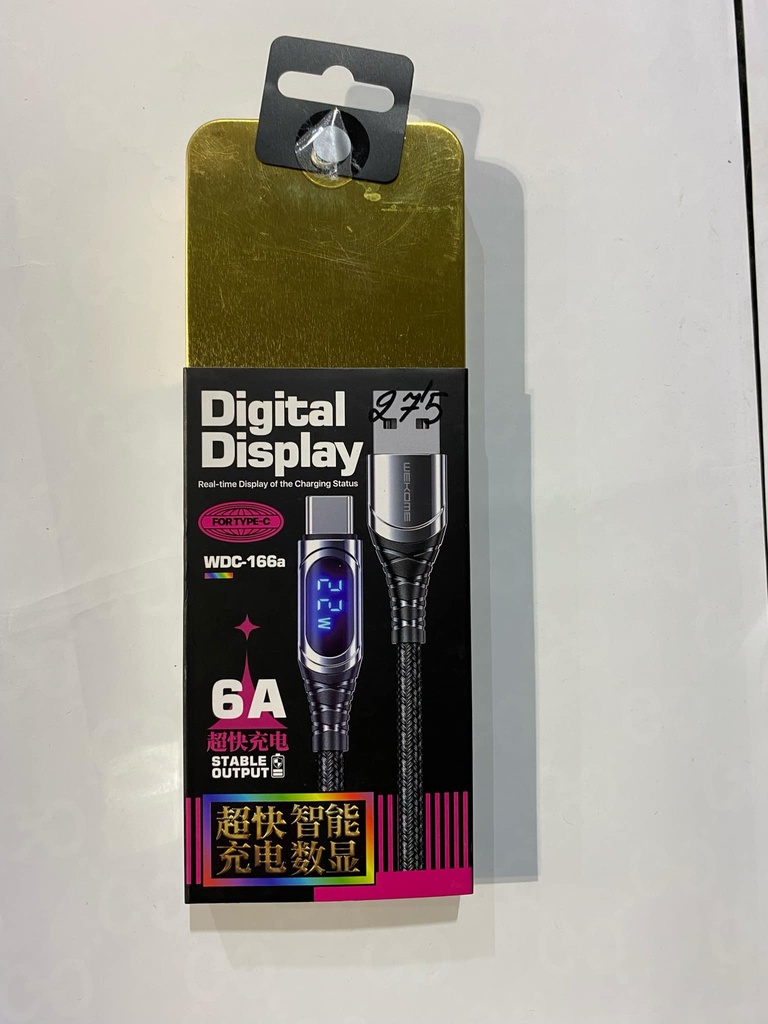 Digital
Display
275
Real-time Display of the Charging Status
WEKOME
FOR TYPE-C
WDC-166a
22
W
6A
超快充电
STABLE
OUTPUT
超快智能
充电数显